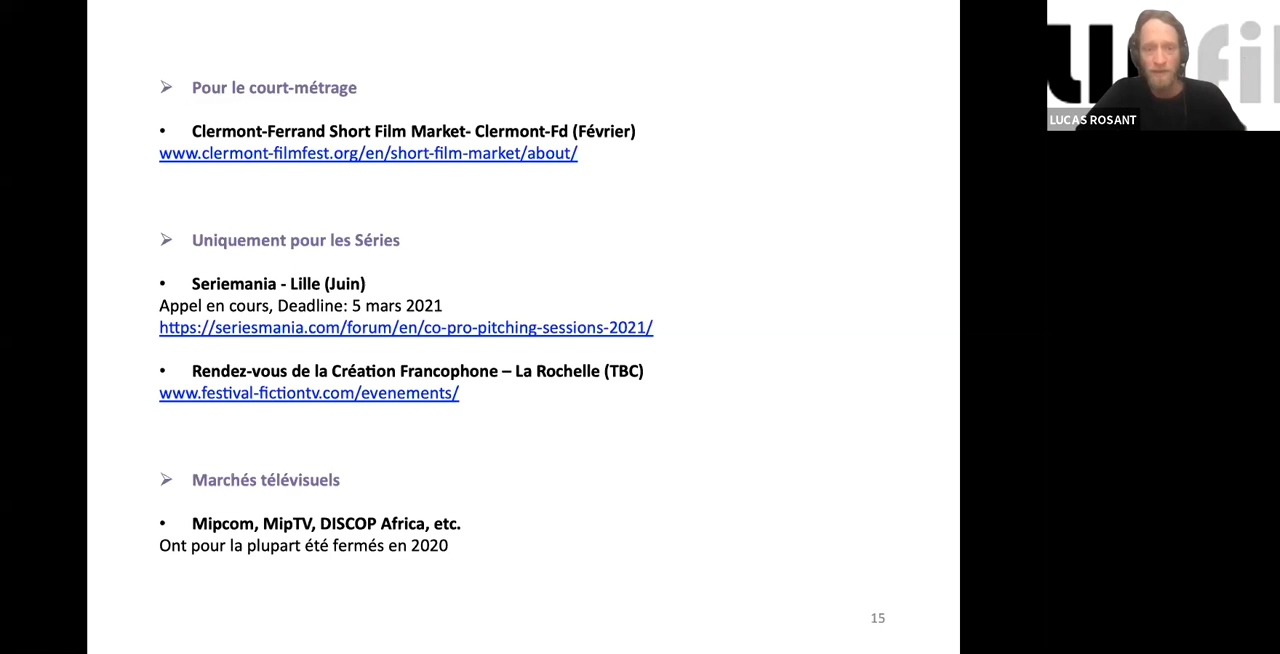 ➢ Pour le court-métrage
• Clermont-Ferrand Short Film Market- Clermont-Fd (Février)
www.clermont-filmfest.org/en/short-film-market/about/
➢ Uniquement pour les Séries
• Seriemania - Lille (Juin)
Appel en cours, Deadline: 5 mars 2021
https://seriesmania.com/forum/en/co-pro-pitching-sessions-2021/
• Rendez-vous de la Création Francophone – La Rochelle (TBC)
www.festival-fictiontv.com/evenements/
➢ Marchés télévisuels
• Mipcom, MipTV, DISCOP Africa, etc.
Ont pour la plupart été fermés en 2020
15
LUCAS ROSANT